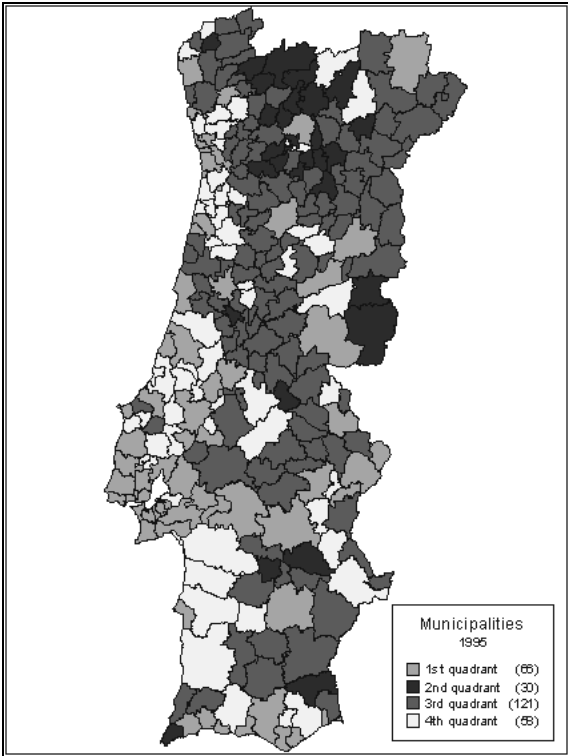 Municipalities
1995
1st quadrant (66)
2nd quadrant (30)
3rd quadrant (121)
4th quadrant (58)